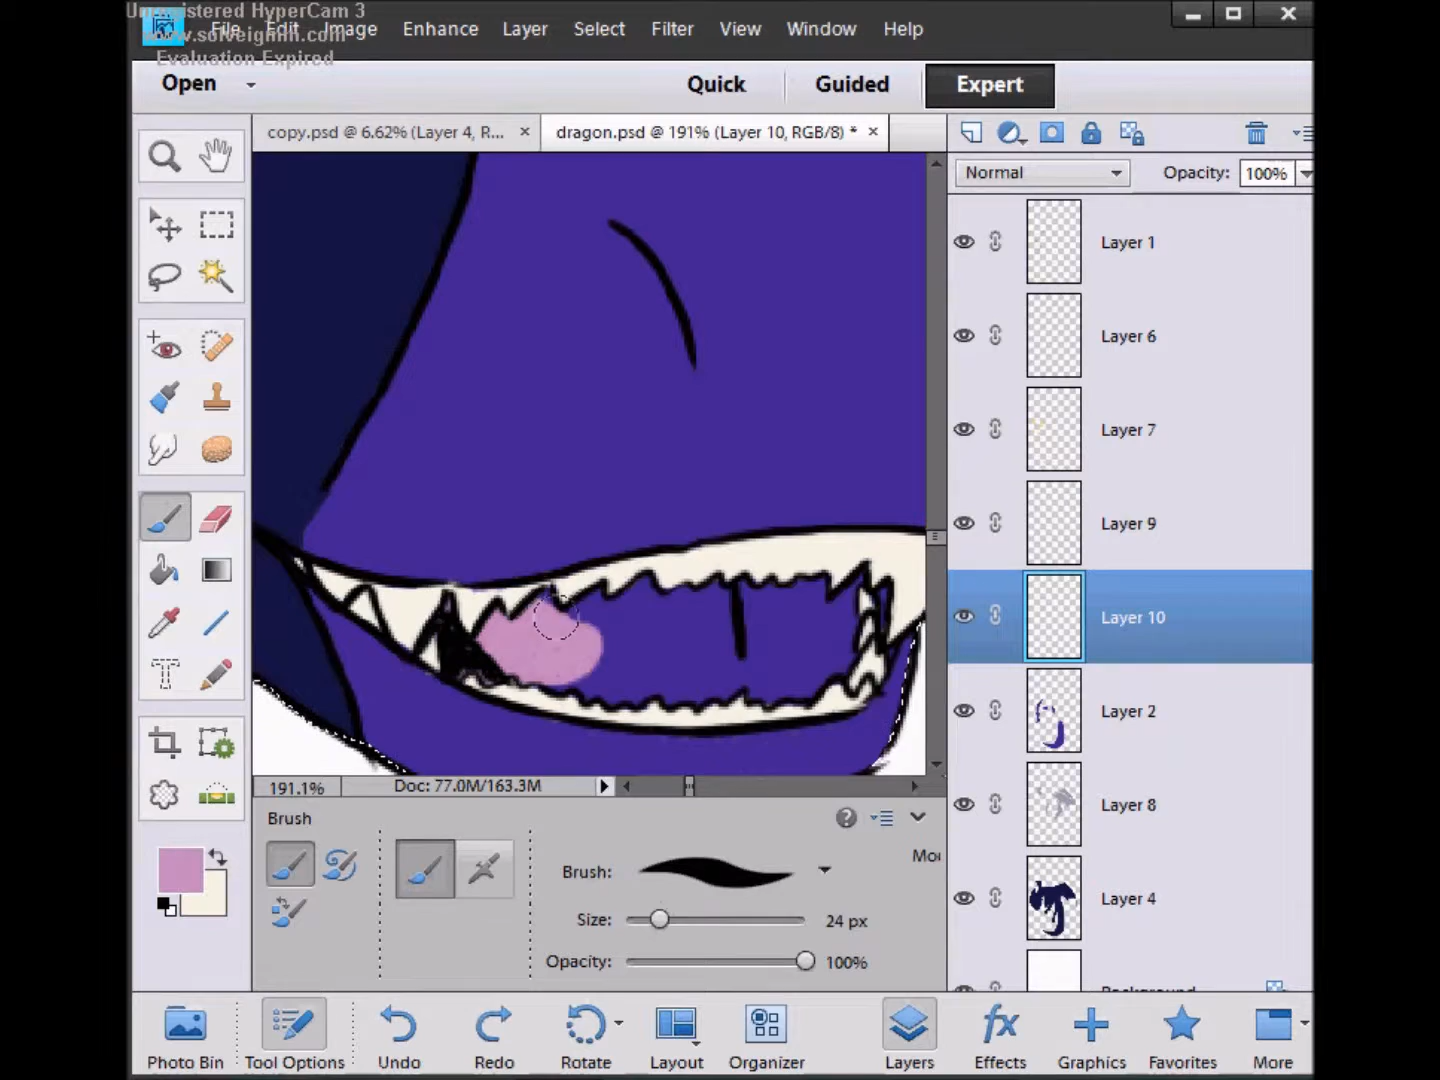 Unregistered HyperCam 3
www.solveigmm.com
Evaluation Expired
File Edit Image Enhance Layer Select Filter View Window Help
Open Quick Guided Expert
copy.psd @ 6.62% (Layer 4, R... × dragon.psd @ 191% (Layer 10, RGB/8) * ×
Normal Opacity: 100%
Layer 1
Layer 6
Layer 7
Layer 9
Layer 10
Layer 2
Layer 8
Layer 4
Background
191.1% Doc: 77.0M/163.3M
Brush
Brush:
Size: 24 px
Opacity: 100%
Photo Bin Tool Options Undo Redo Rotate Layout Organizer Layers Effects Graphics Favorites More